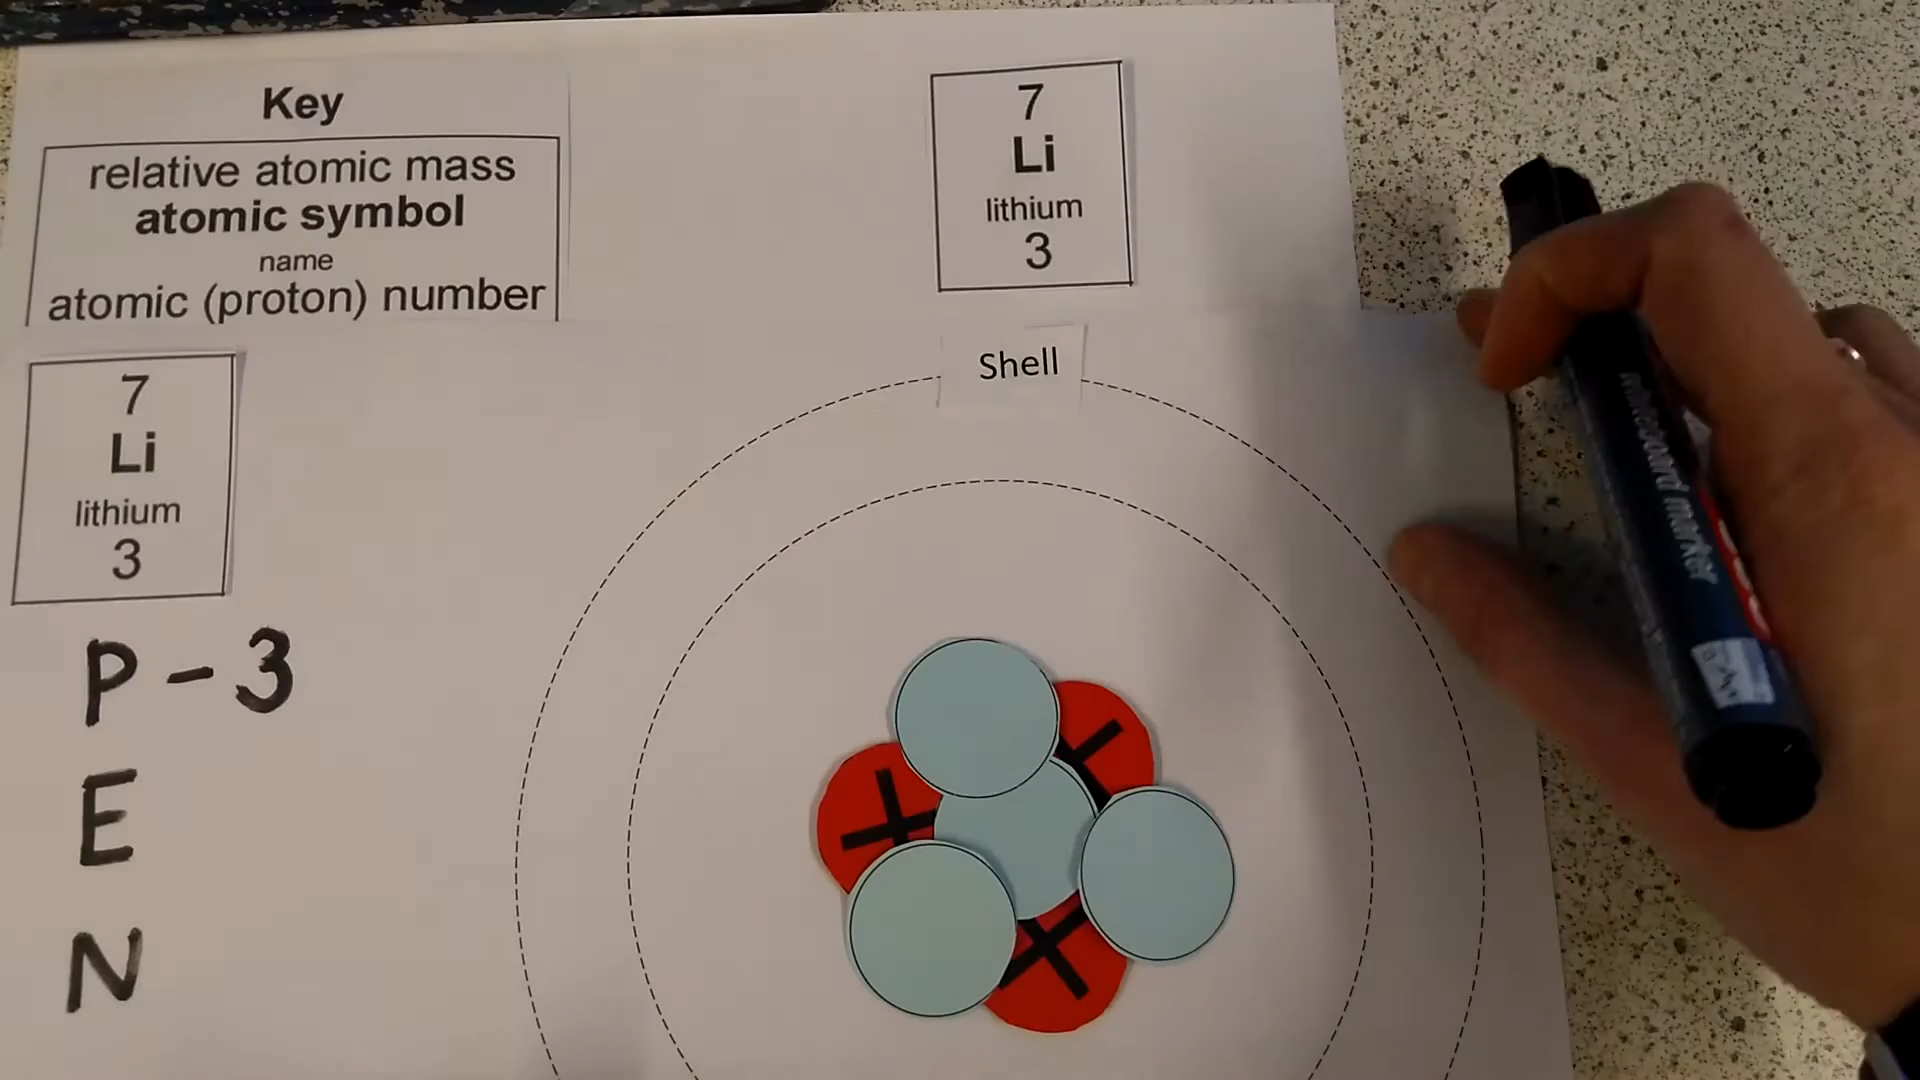 Key
relative atomic mass
atomic symbol
name
atomic (proton) number
7
Li
lithium
3
Shell
7
Li
lithium
3
P - 3
E
N
marker